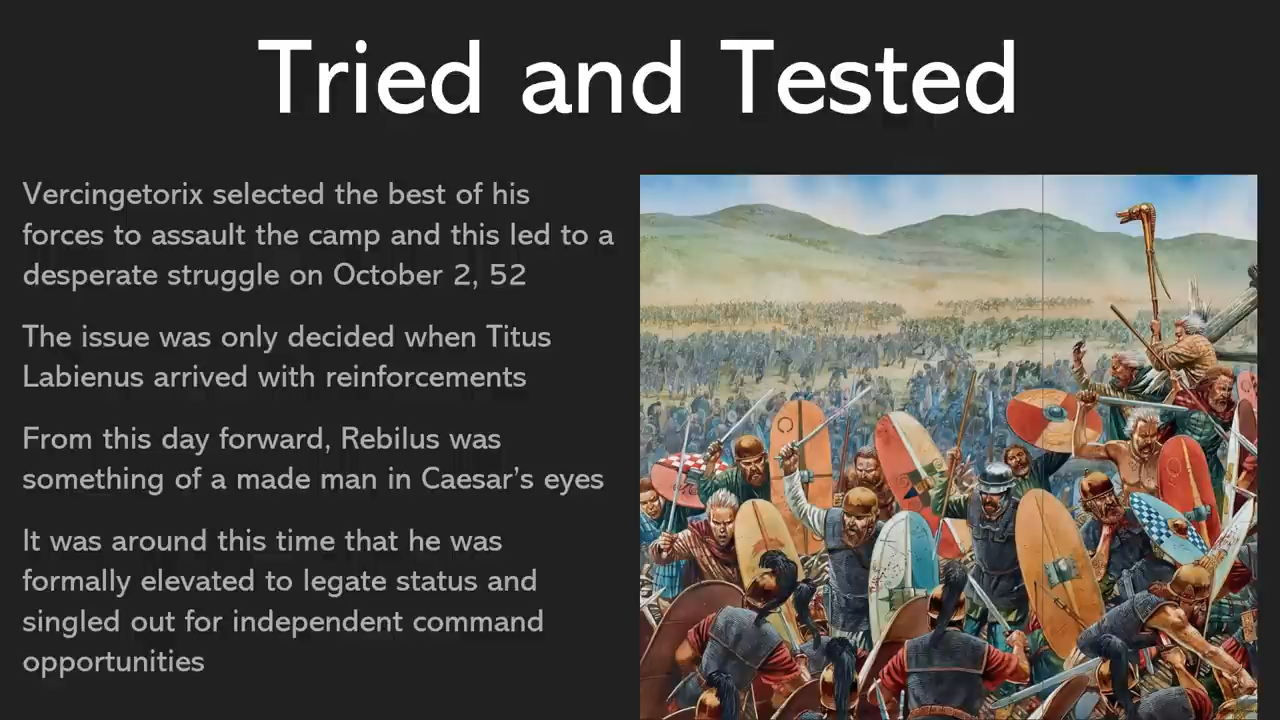 Tried and Tested
Vercingetorix selected the best of his
forces to assault the camp and this led to a
desperate struggle on October 2, 52
The issue was only decided when Titus
Labienus arrived with reinforcements
From this day forward, Rebilus was
something of a made man in Caesar's eyes
It was around this time that he was
formally elevated to legate status and
singled out for independent command
opportunities